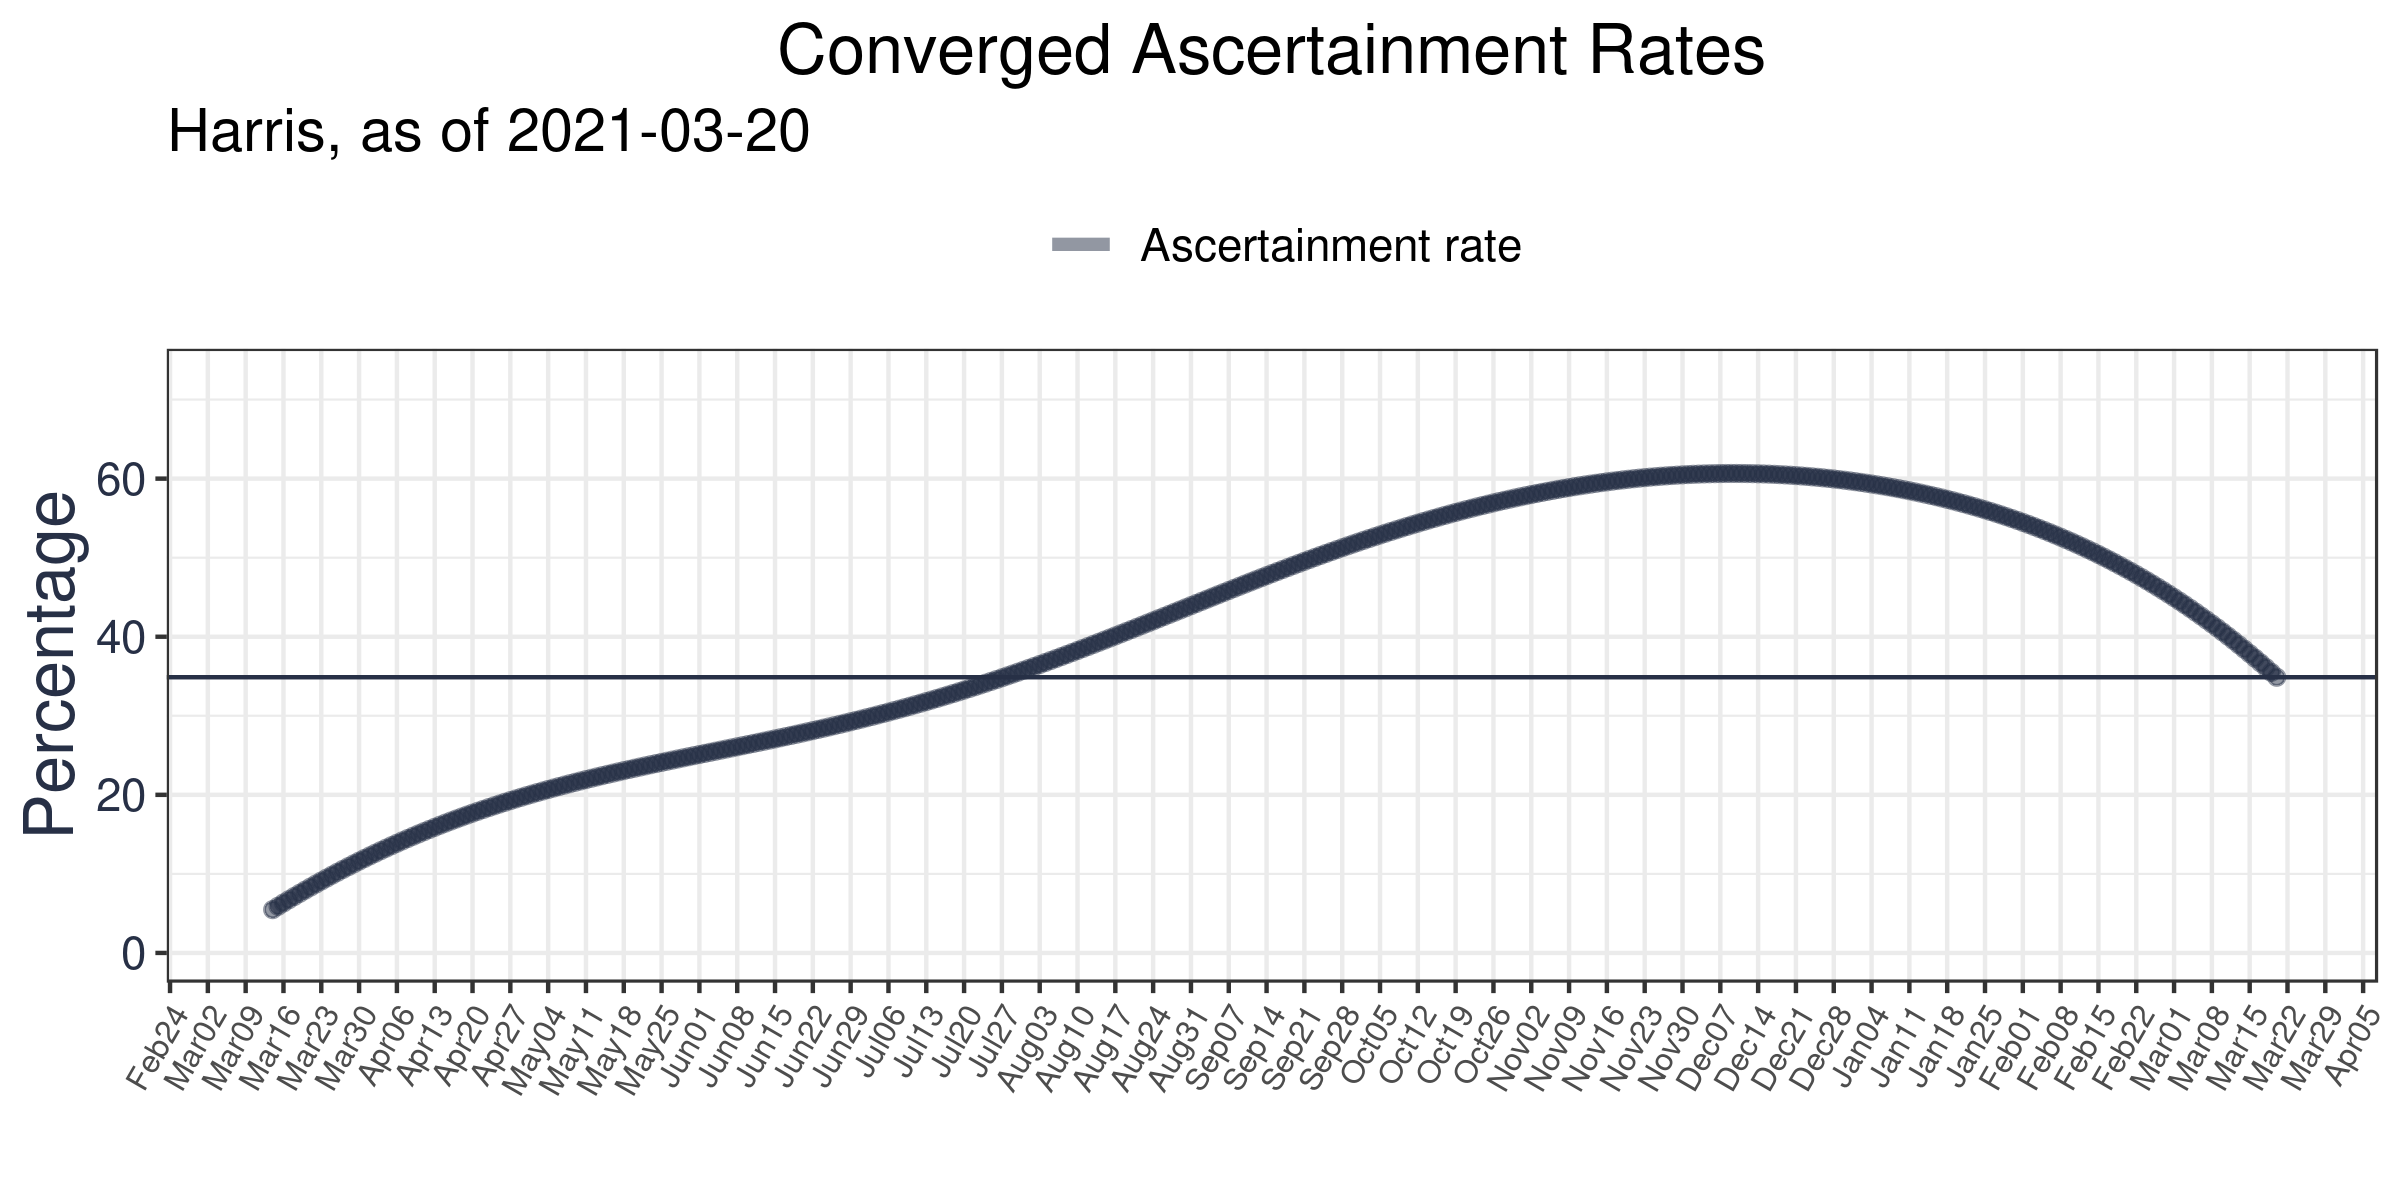 Converged Ascertainment Rates
Harris, as of 2021-03-20
Ascertainment rate
Percentage
60
40
20
0
Feb24 Mar02 Mar09 Mar16 Mar23 Mar30 Apr06 Apr13 Apr20 Apr27 May04 May11 May18 May25 Jun01 Jun08 Jun15 Jun22 Jun29 Jul06 Jul13 Jul20 Jul27 Aug03 Aug10 Aug17 Aug24 Aug31 Sep07 Sep14 Sep21 Sep28 Oct05 Oct12 Oct19 Oct26 Nov02 Nov09 Nov16 Nov23 Nov30 Dec07 Dec14 Dec21 Dec28 Jan04 Jan11 Jan18 Jan25 Feb01 Feb08 Feb15 Feb22 Mar01 Mar08 Mar15 Mar22 Mar29 Apr05